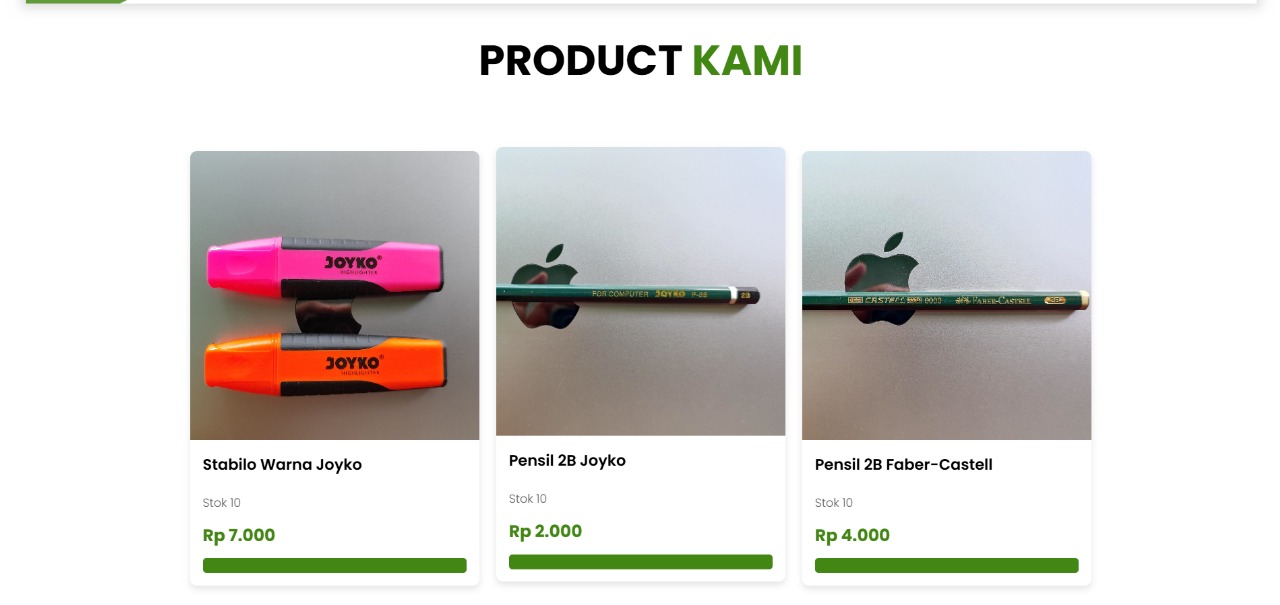 PRODUCT KAMI
JOYKO®
HIGHLIGHTER
JOYKO®
HIGHLIGHTER
FOR COMPUTER JOYKO P-88 2B
CASTELL 9000 FABER-CASTELL 2B
Stabilo Warna Joyko
Stok 10
Rp 7.000
Pensil 2B Joyko
Stok 10
Rp 2.000
Pensil 2B Faber-Castell
Stok 10
Rp 4.000